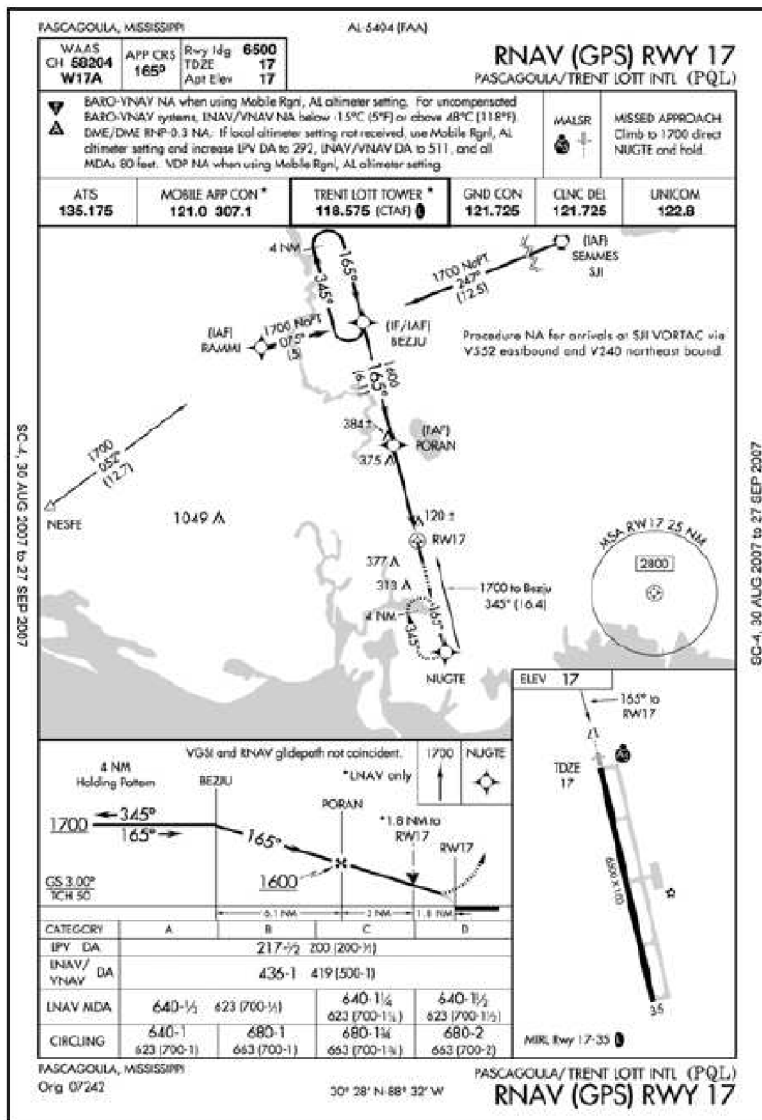 PASCAGOULA, MISSISSIPPI
AL-5404 (FAA)
WAAS
CH 58204
W17A
APP CRS
165°
Rwy ldg 6500
TDZE 17
Apt Elev 17
RNAV (GPS) RWY 17
PASCAGOULA/TRENT LOTT INTL (PQL)
BARO-VNAV NA when using Mobile Rgnl, AL altimeter setting. For uncompensated
BARO-VNAV systems, LNAV/VNAV NA below -15°C (5°F) or above 48°C (118°F).
DME/DME RNP-0.3 NA. If local altimeter setting not received, use Mobile Rgnl, AL
altimeter setting and increase LPV DA to 292, LNAV/VNAV DA to 511, and all
MDAs 80 feet. VDP NA when using Mobile Rgnl, AL altimeter setting.
MALSR
MISSED APPROACH
Climb to 1700 direct
NUGTE and hold.
ATIS
135.175
MOBILE APP CON *
121.0 307.1
TRENT LOTT TOWER *
118.575 (CTAF) L
GND CON
121.725
CLNC DEL
121.725
UNICOM
122.8
4 NM
165°
345°
(IAF)
SEMMES
SJI
1700 NoPT
247°
(12.5)
(IF/IAF)
BEZJU
(IAF)
RAMMI
1700 NoPT
075°
(5)
Procedure NA for arrivals at SJI VORTAC via
V552 eastbound and V240 northeast bound.
1600
165°
(6.1)
384 ±
(FAF)
PORAN
375
1700
052°
(12.7)
NESFE
1049
120 ±
RW17
377
313
1700 to Bezju
345° (16.4)
4 NM
345°
165°
NUGTE
MSA RW17 25 NM
2800
SC-4, 30 AUG 2007 to 27 SEP 2007
SC-4, 30 AUG 2007 to 27 SEP 2007
ELEV 17
165° to
RW17
TDZE
17
6500 X 100
35
MIRL Rwy 17-35 L
VGSI and RNAV glidepath not coincident.
4 NM
Holding Pattern
BEZJU
*LNAV only
1700
NUGTE
1700
345°
165°
165°
PORAN
*1.8 NM to
RW17
RW17
1600
GS 3.00°
TCH 50
6.1 NM
3 NM
1.8 NM
CATEGORY A B C D
LPV DA 217-½ 200 (200-½)
LNAV/VNAV DA 436-1 419 (500-1)
LNAV MDA 640-½ 623 (700-½) 640-1¼ 623 (700-1¼) 640-1½ 623 (700-1½)
CIRCLING 640-1 623 (700-1) 680-1 663 (700-1) 680-1¾ 663 (700-1¾) 680-2 663 (700-2)
PASCAGOULA, MISSISSIPPI
Orig 07242
30° 28' N-88° 32' W
PASCAGOULA/TRENT LOTT INTL (PQL)
RNAV (GPS) RWY 17